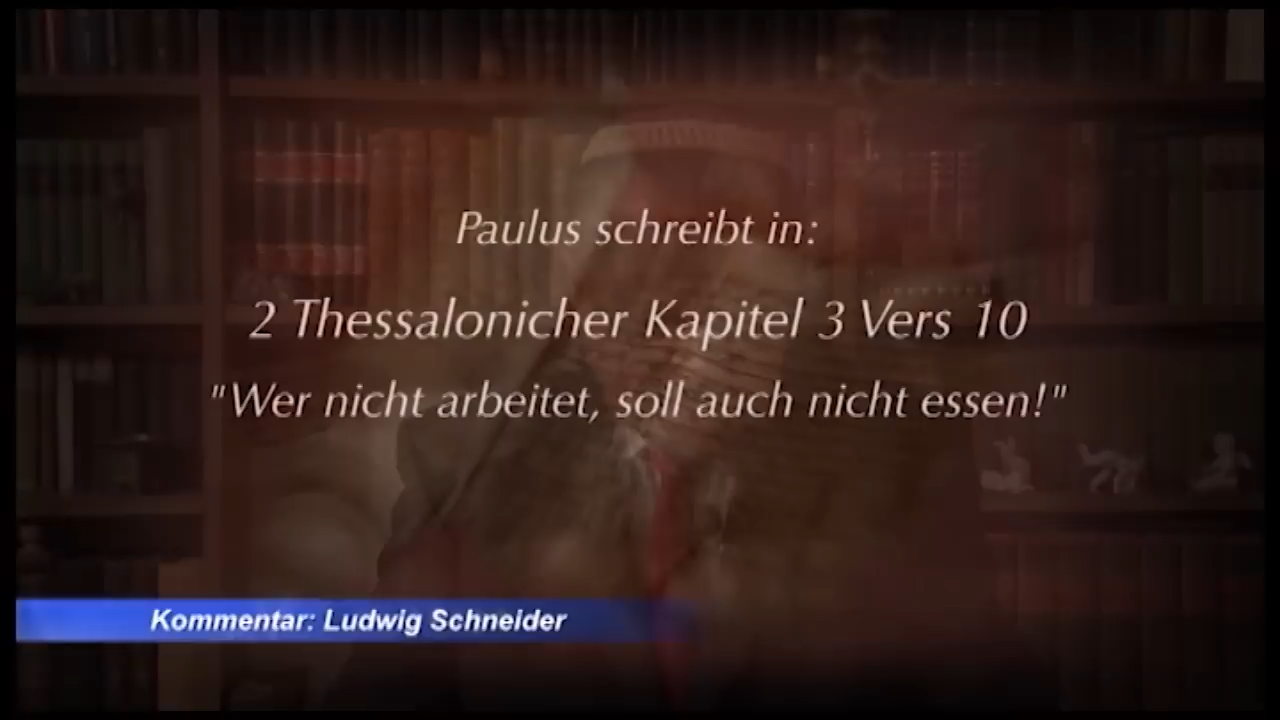 Paulus schreibt in:
2 Thessalonicher Kapitel 3 Vers 10
"Wer nicht arbeitet, soll auch nicht essen!"
Kommentar: Ludwig Schneider